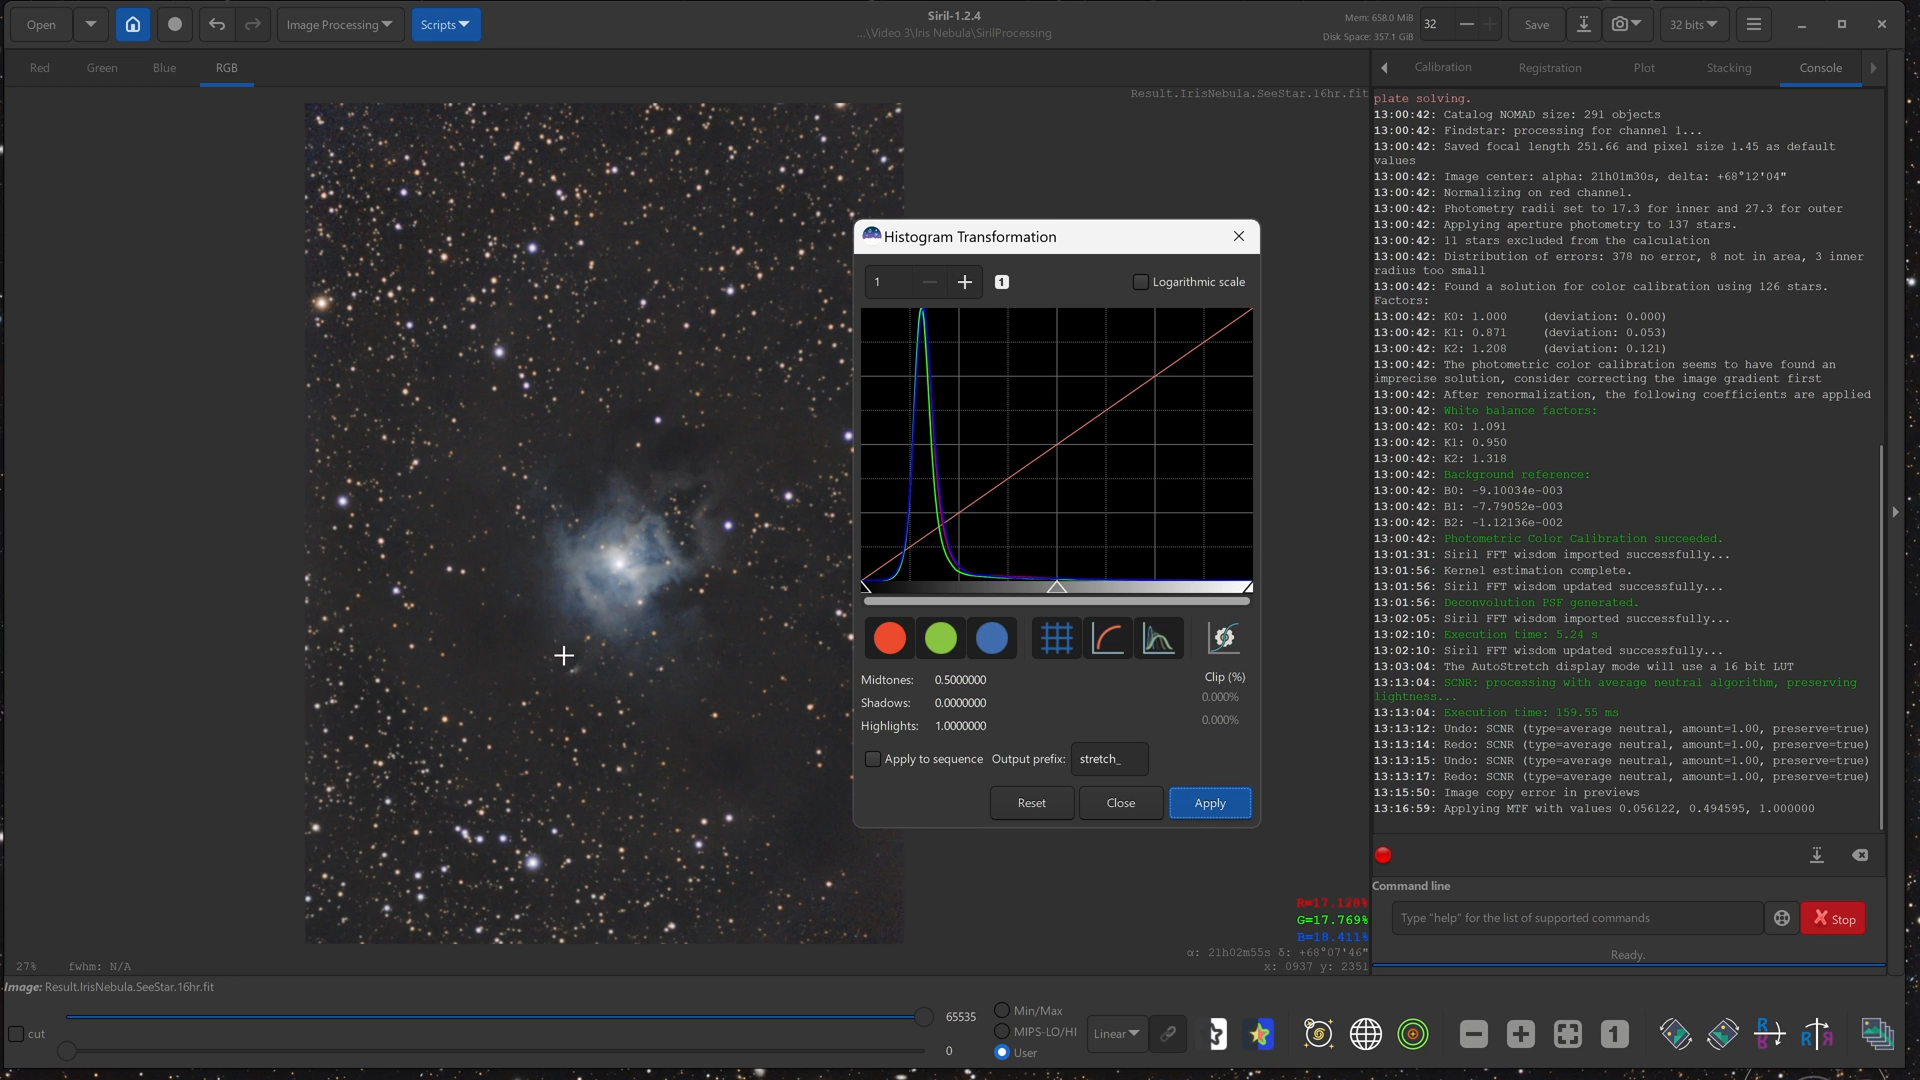 Open
Image Processing
Scripts
Siril-1.2.4
...\Video 3\Iris Nebula\SirilProcessing
Mem: 658.0 MiB
Disk Space: 357.1 GiB
32
Save
32 bits
Red
Green
Blue
RGB
Calibration
Registration
Plot
Stacking
Console
Result.IrisNebula.SeeStar.16hr.fit
plate solving.
13:00:42: Catalog NOMAD size: 291 objects
13:00:42: Findstar: processing for channel 1...
13:00:42: Saved focal length 251.66 and pixel size 1.45 as default
values
13:00:42: Image center: alpha: 21h01m30s, delta: +68°12'04"
13:00:42: Normalizing on red channel.
13:00:42: Photometry radii set to 17.3 for inner and 27.3 for outer
13:00:42: Applying aperture photometry to 137 stars.
13:00:42: 11 stars excluded from the calculation
13:00:42: Distribution of errors: 378 no error, 8 not in area, 3 inner
radius too small
13:00:42: Found a solution for color calibration using 126 stars.
Factors:
13:00:42: K0: 1.000 (deviation: 0.000)
13:00:42: K1: 0.871 (deviation: 0.053)
13:00:42: K2: 1.208 (deviation: 0.121)
13:00:42: The photometric color calibration seems to have found an
imprecise solution, consider correcting the image gradient first
13:00:42: After renormalization, the following coefficients are applied
13:00:42: White balance factors:
13:00:42: K0: 1.091
13:00:42: K1: 0.950
13:00:42: K2: 1.318
13:00:42: Background reference:
13:00:42: B0: -9.10034e-003
13:00:42: B1: -7.79052e-003
13:00:42: B2: -1.12136e-002
13:00:42: Photometric Color Calibration succeeded.
13:01:31: Siril FFT wisdom imported successfully...
13:01:56: Kernel estimation complete.
13:01:56: Siril FFT wisdom updated successfully...
13:01:56: Deconvolution PSF generated.
13:02:05: Siril FFT wisdom imported successfully...
13:02:10: Execution time: 5.24 s
13:02:10: Siril FFT wisdom updated successfully...
13:03:04: The AutoStretch display mode will use a 16 bit LUT
13:13:04: SCNR: processing with average neutral algorithm, preserving
lightness...
13:13:04: Execution time: 159.55 ms
13:13:12: Undo: SCNR (type=average neutral, amount=1.00, preserve=true)
13:13:14: Redo: SCNR (type=average neutral, amount=1.00, preserve=true)
13:13:15: Undo: SCNR (type=average neutral, amount=1.00, preserve=true)
13:13:17: Redo: SCNR (type=average neutral, amount=1.00, preserve=true)
13:15:50: Image copy error in previews
13:16:59: Applying MTF with values 0.056122, 0.494595, 1.000000
Histogram Transformation
1
1
Logarithmic scale
Midtones: 0.5000000
Shadows: 0.0000000
Highlights: 1.0000000
Clip (%)
0.000%
0.000%
Apply to sequence
Output prefix:
stretch_
Reset
Close
Apply
R=17.128%
G=17.769%
B=18.411%
α: 21h02m55s δ: +68°07'46"
x: 0937 y: 2351
27%
fwhm: N/A
Command line
Type "help" for the list of supported commands
Stop
Ready.
Image: Result.IrisNebula.SeeStar.16hr.fit
cut
65535
0
Min/Max
MIPS-LO/HI
User
Linear
1
R
R
R
R